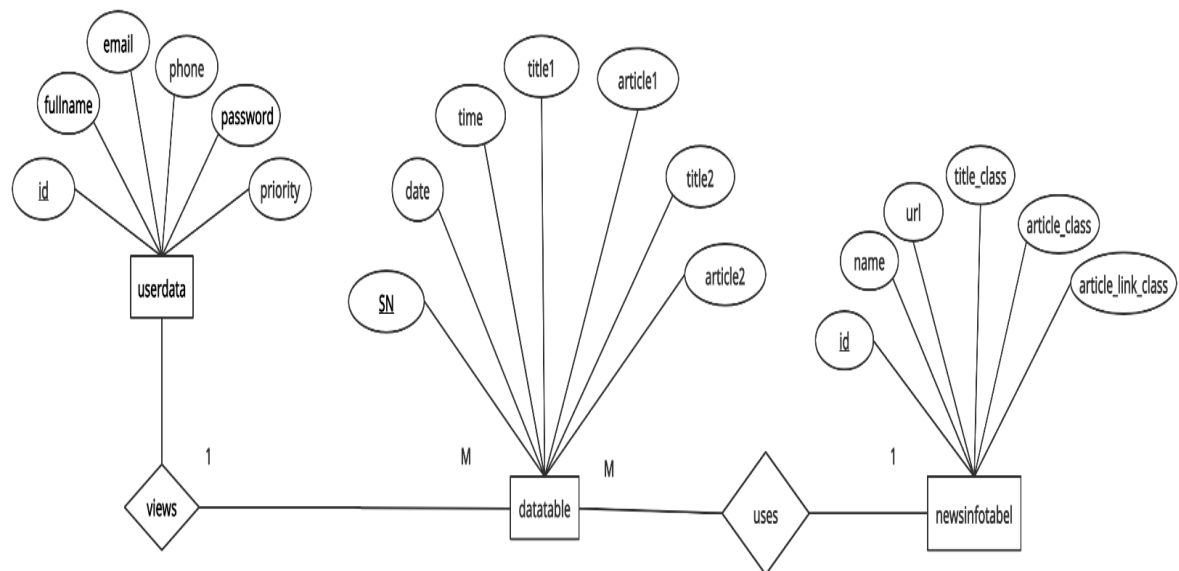 email
phone
fullname
password
id
priority
userdata
title1
article1
time
date
title2
SN
article2
title_class
url
article_class
name
article_link_class
id
1
M
M
1
views
datatable
uses
newsinfotabel